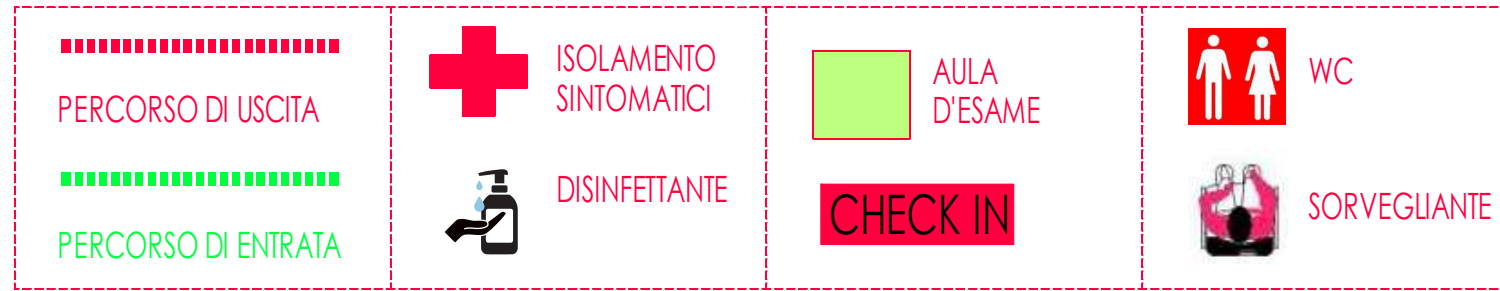 PERCORSO DI USCITA
PERCORSO DI ENTRATA
ISOLAMENTO
SINTOMATICI
DISINFETTANTE
AULA
D'ESAME
CHECK IN
WC
SORVEGLIANTE